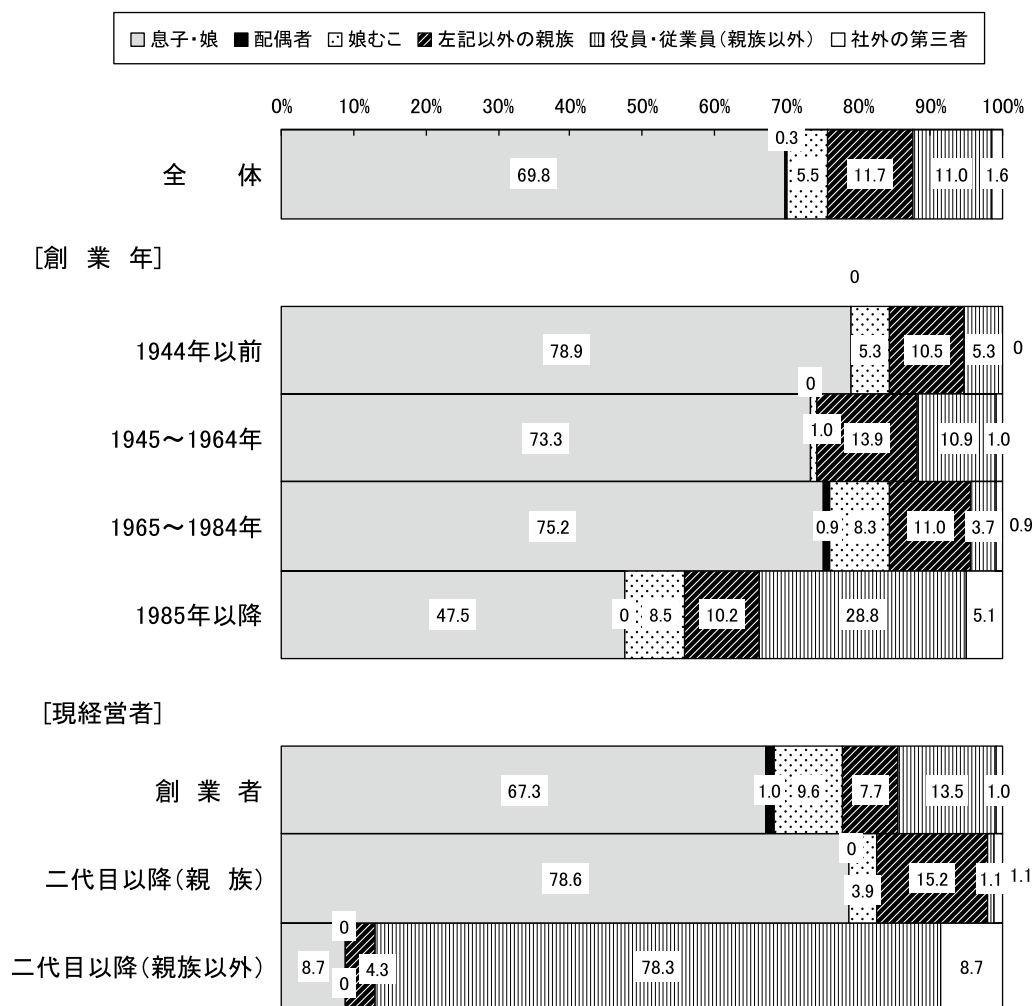 息子・娘 配偶者 娘むこ 左記以外の親族 役員・従業員(親族以外) 社外の第三者
0% 10% 20% 30% 40% 50% 60% 70% 80% 90% 100%
全 体 69.8 0.3 5.5 11.7 11.0 1.6
[創 業 年]
1944年以前 78.9 0 5.3 10.5 5.3 0
1945～1964年 73.3 0 1.0 13.9 10.9 1.0
1965～1984年 75.2 0.9 8.3 11.0 3.7 0.9
1985年以降 47.5 0 8.5 10.2 28.8 5.1
[現経営者]
創 業 者 67.3 1.0 9.6 7.7 13.5 1.0
二代目以降(親 族) 78.6 0 3.9 15.2 1.1 1.1
二代目以降(親族以外) 8.7 0 0 4.3 78.3 8.7